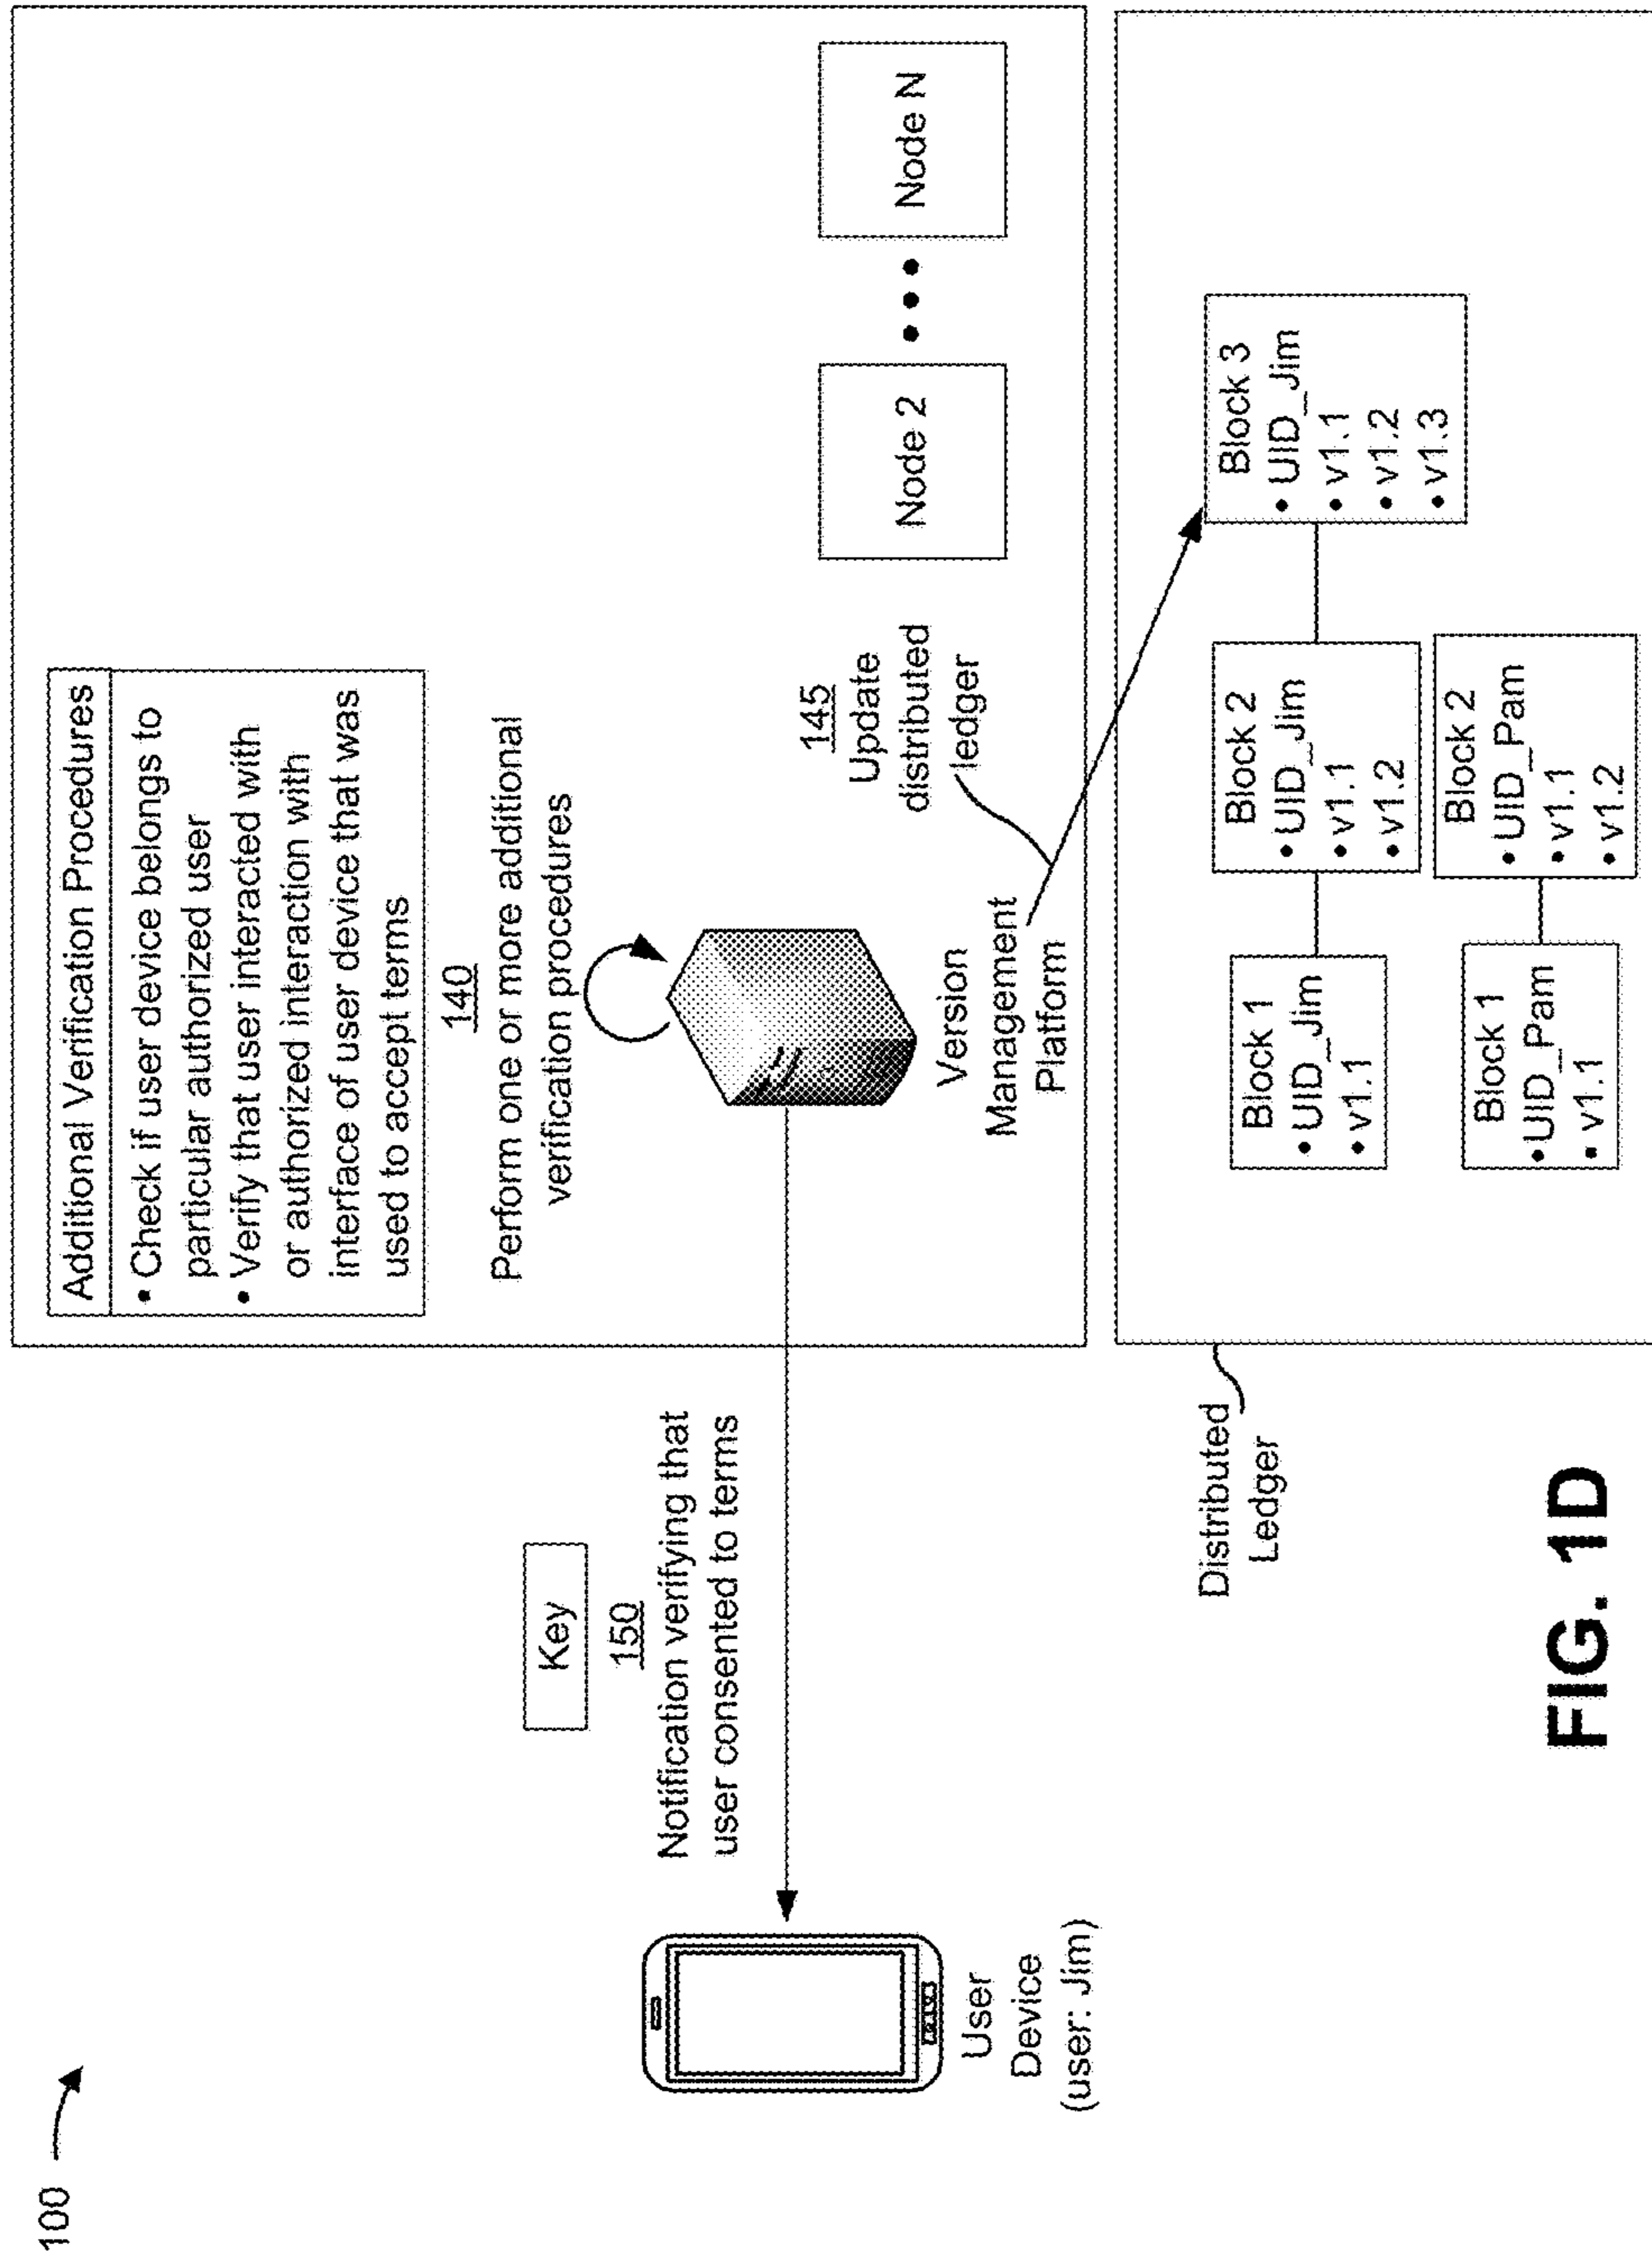 100
Additional Verification Procedures
• Check if user device belongs to
particular authorized user
• Verify that user interacted with
or authorized interaction with
interface of user device that was
used to accept terms
140
Perform one or more additional
verification procedures
Key
150
Notification verifying that
user consented to terms
User
Device
(user: Jim)
Version
Management
Platform
145
Update
distributed
ledger
Node 2
Node N
Distributed
Ledger
Block 1
• UID_Jim
• v1.1
Block 2
• UID_Jim
• v1.1
• v1.2
Block 3
• UID_Jim
• v1.1
• v1.2
• v1.3
Block 1
• UID_Pam
• v1.1
Block 2
• UID_Pam
• v1.1
• v1.2
FIG. 1D